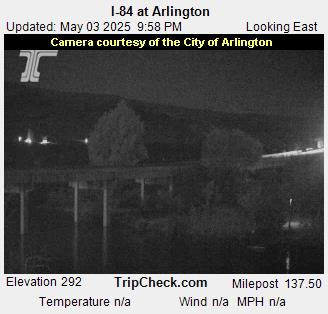 I-84 at Arlington
Updated: May 03 2025 9:58 PM Looking East
Camera courtesy of the City of Arlington
Elevation 292 TripCheck.com Milepost 137.50
Temperature n/a Wind n/a MPH n/a